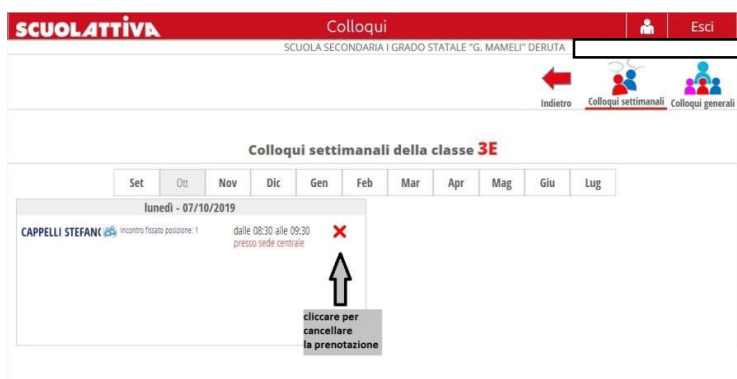 SCUOLATTIVA Colloqui Esci
SCUOLA SECONDARIA I GRADO STATALE "G. MAMELI" DERUTA
Indietro Colloqui settimanali Colloqui generali
Colloqui settimanali della classe 3E
Set Ott Nov Dic Gen Feb Mar Apr Mag Giu Lug
lunedì - 07/10/2019
CAPPELLI STEFANO Incontro fissato posizione: 1 dalle 08:30 alle 09:30
presso sede centrale
cliccare per
cancellare
la prenotazione